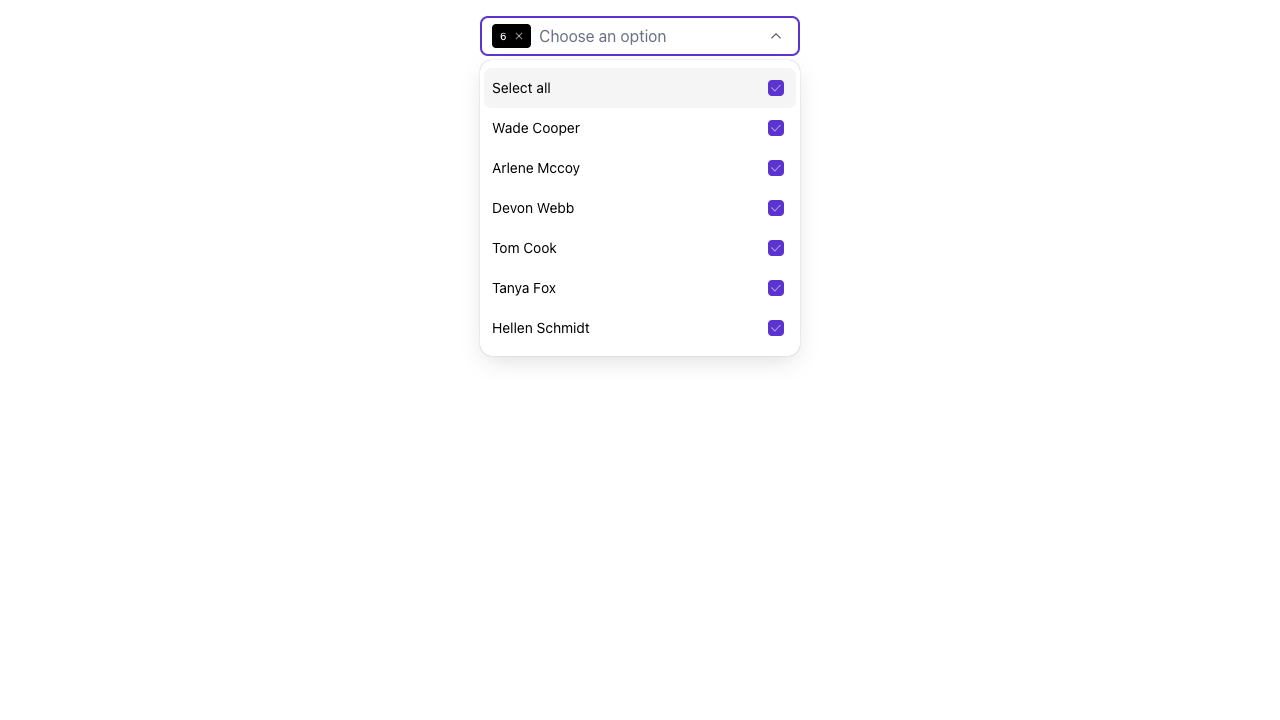 6 Choose an option
Select all
Wade Cooper
Arlene Mccoy
Devon Webb
Tom Cook
Tanya Fox
Hellen Schmidt